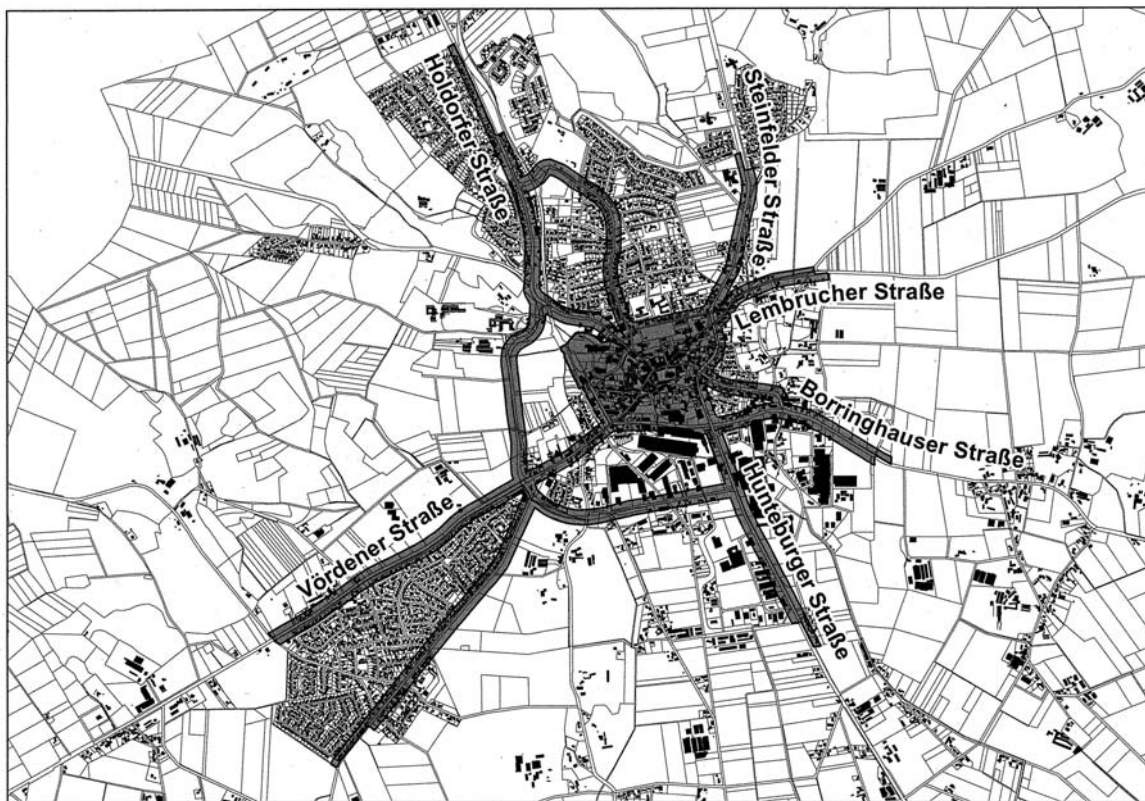 Holdorfer Straße
Steinfelder Straße
Lembrucher Straße
Borringhauser Straße
Hunteburger Straße
Vördener Straße